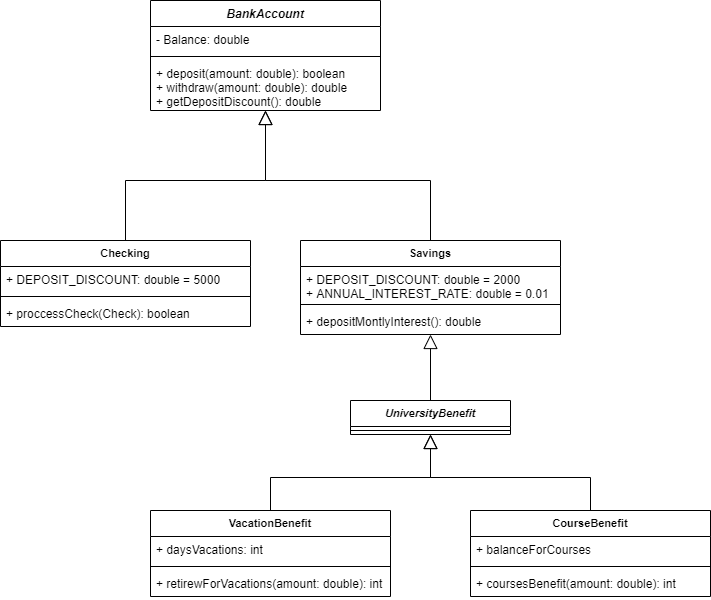 BankAccount
- Balance: double
+ deposit(amount: double): boolean
+ withdraw(amount: double): double
+ getDepositDiscount(): double
Checking
+ DEPOSIT_DISCOUNT: double = 5000
+ proccessCheck(Check): boolean
Savings
+ DEPOSIT_DISCOUNT: double = 2000
+ ANNUAL_INTEREST_RATE: double = 0.01
+ depositMontlyInterest(): double
UniversityBenefit
VacationBenefit
+ daysVacations: int
+ retirewForVacations(amount: double): int
CourseBenefit
+ balanceForCourses
+ coursesBenefit(amount: double): int